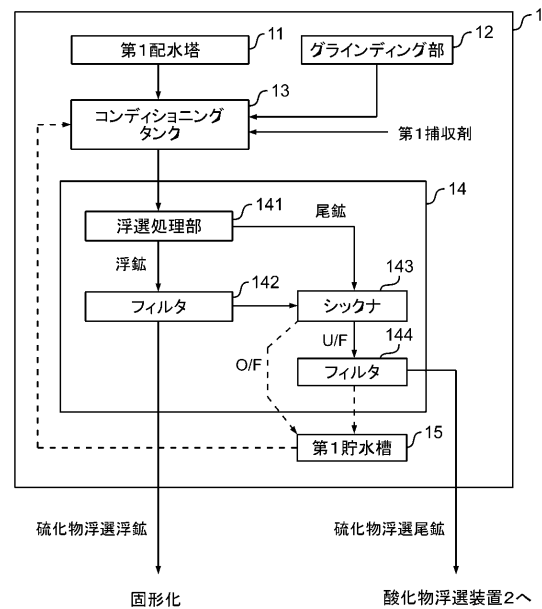 1
第1配水塔
11
グラインディング部
12
コンディショニング
タンク
13
第1捕収剤
14
浮選処理部
141
尾鉱
浮鉱
フィルタ
142
シックナ
143
U/F
O/F
フィルタ
144
第1貯水槽
15
硫化物浮選浮鉱
硫化物浮選尾鉱
固形化
酸化物浮選装置2へ